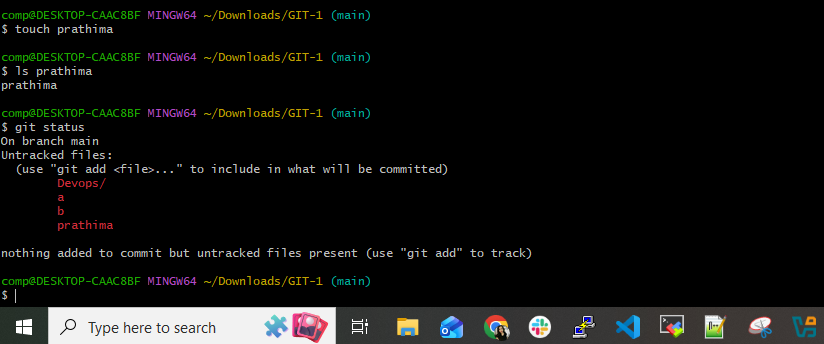 comp@DESKTOP-CAAC8BF MINGW64 ~/Downloads/GIT-1 (main)
$ touch prathima
comp@DESKTOP-CAAC8BF MINGW64 ~/Downloads/GIT-1 (main)
$ ls prathima
prathima
comp@DESKTOP-CAAC8BF MINGW64 ~/Downloads/GIT-1 (main)
$ git status
On branch main
Untracked files:
  (use "git add <file>..." to include in what will be committed)
        Devops/
        a
        b
        prathima
nothing added to commit but untracked files present (use "git add" to track)
comp@DESKTOP-CAAC8BF MINGW64 ~/Downloads/GIT-1 (main)
$
Type here to search